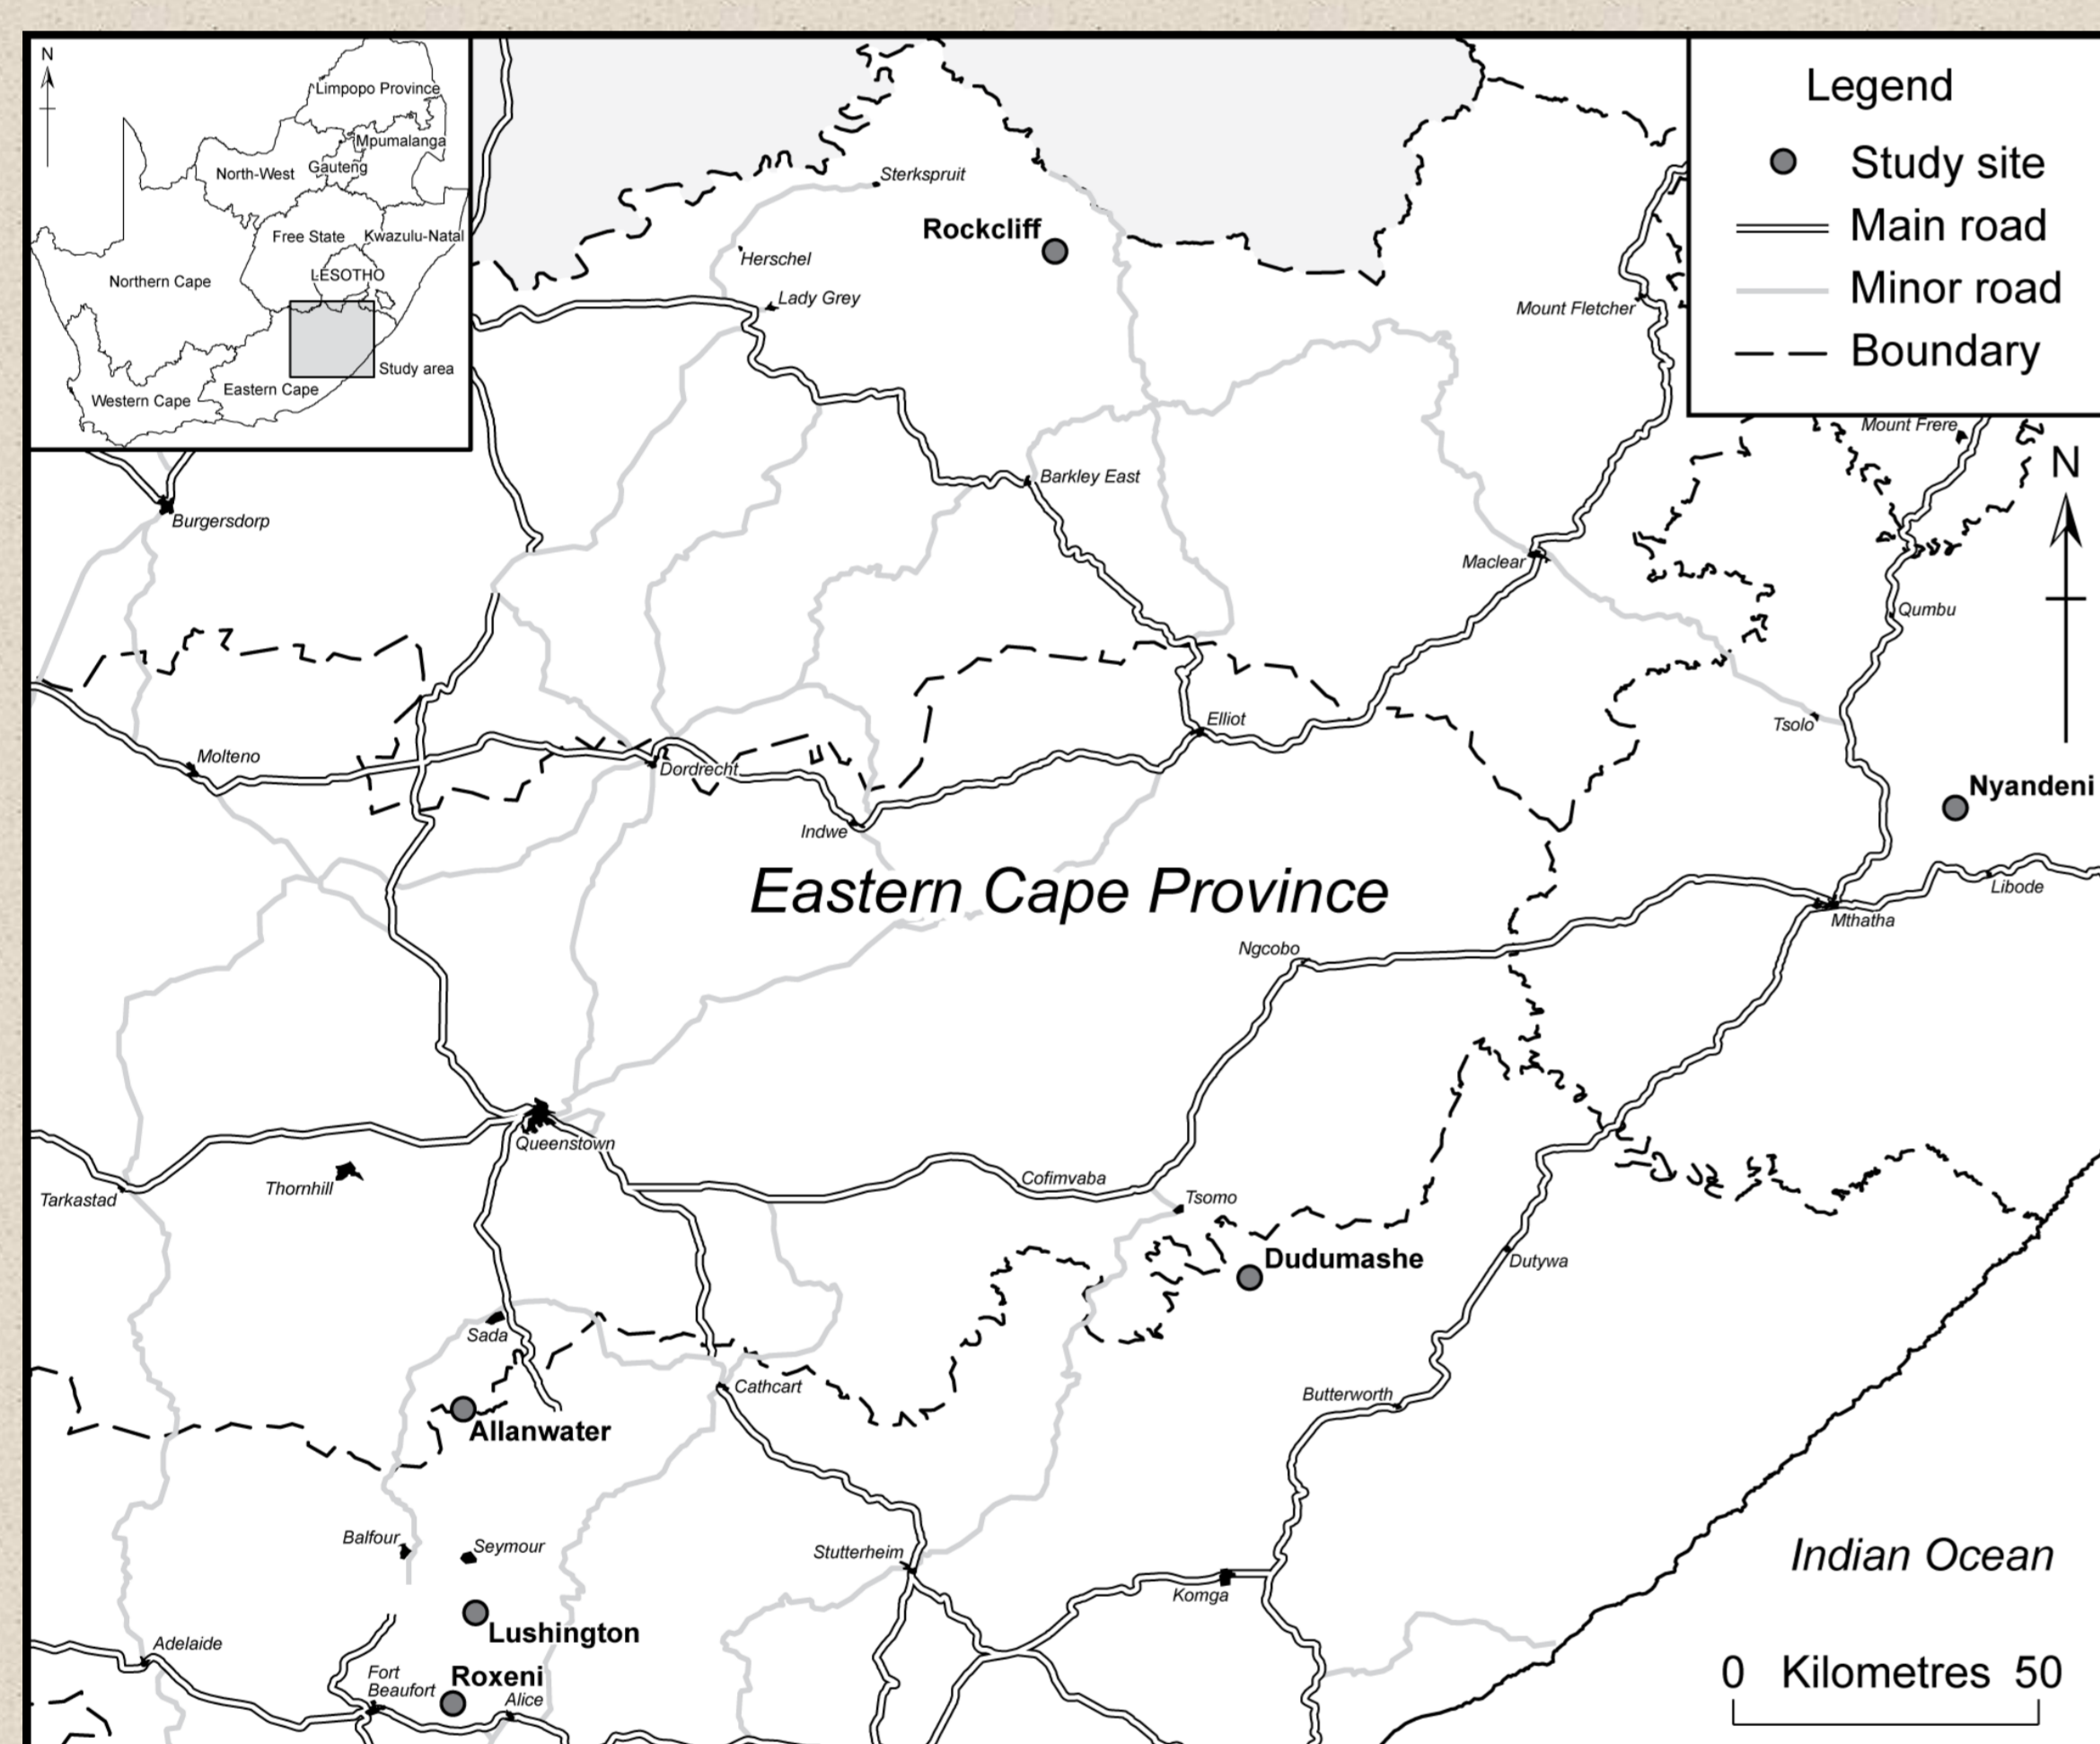 N
Limpopo Province
Mpumalanga
North-West
Gauteng
Free State
Kwazulu-Natal
LESOTHO
Northern Cape
Study area
Eastern Cape
Western Cape
Legend
Study site
Main road
Minor road
Boundary
N
Sterkspruit
Rockcliff
Herschel
Lady Grey
Mount Fletcher
Mount Frere
Barkley East
Burgersdorp
Maclear
Qumbu
Elliot
Tsolo
Molteno
Dordrecht
Nyandeni
Indwe
Eastern Cape Province
Libode
Mthatha
Ngcobo
Queenstown
Cofimvaba
Thornhill
Tarkastad
Tsomo
Dudumashe
Dutywa
Sada
Cathcart
Butterworth
Allanwater
Balfour
Seymour
Stutterheim
Indian Ocean
Komga
Lushington
Adelaide
Fort
Beaufort
Roxeni
Alice
0 Kilometres 50